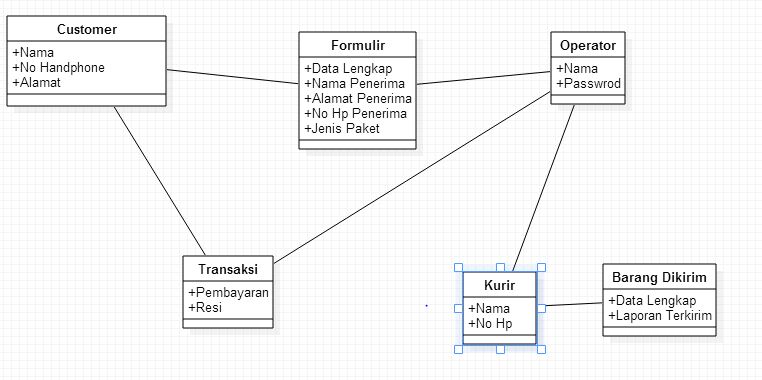 Customer
+Nama
+No Handphone
+Alamat
Formulir
+Data Lengkap
+Nama Penerima
+Alamat Penerima
+No Hp Penerima
+Jenis Paket
Operator
+Nama
+Passwrod
Transaksi
+Pembayaran
+Resi
Kurir
+Nama
+No Hp
Barang Dikirim
+Data Lengkap
+Laporan Terkirim